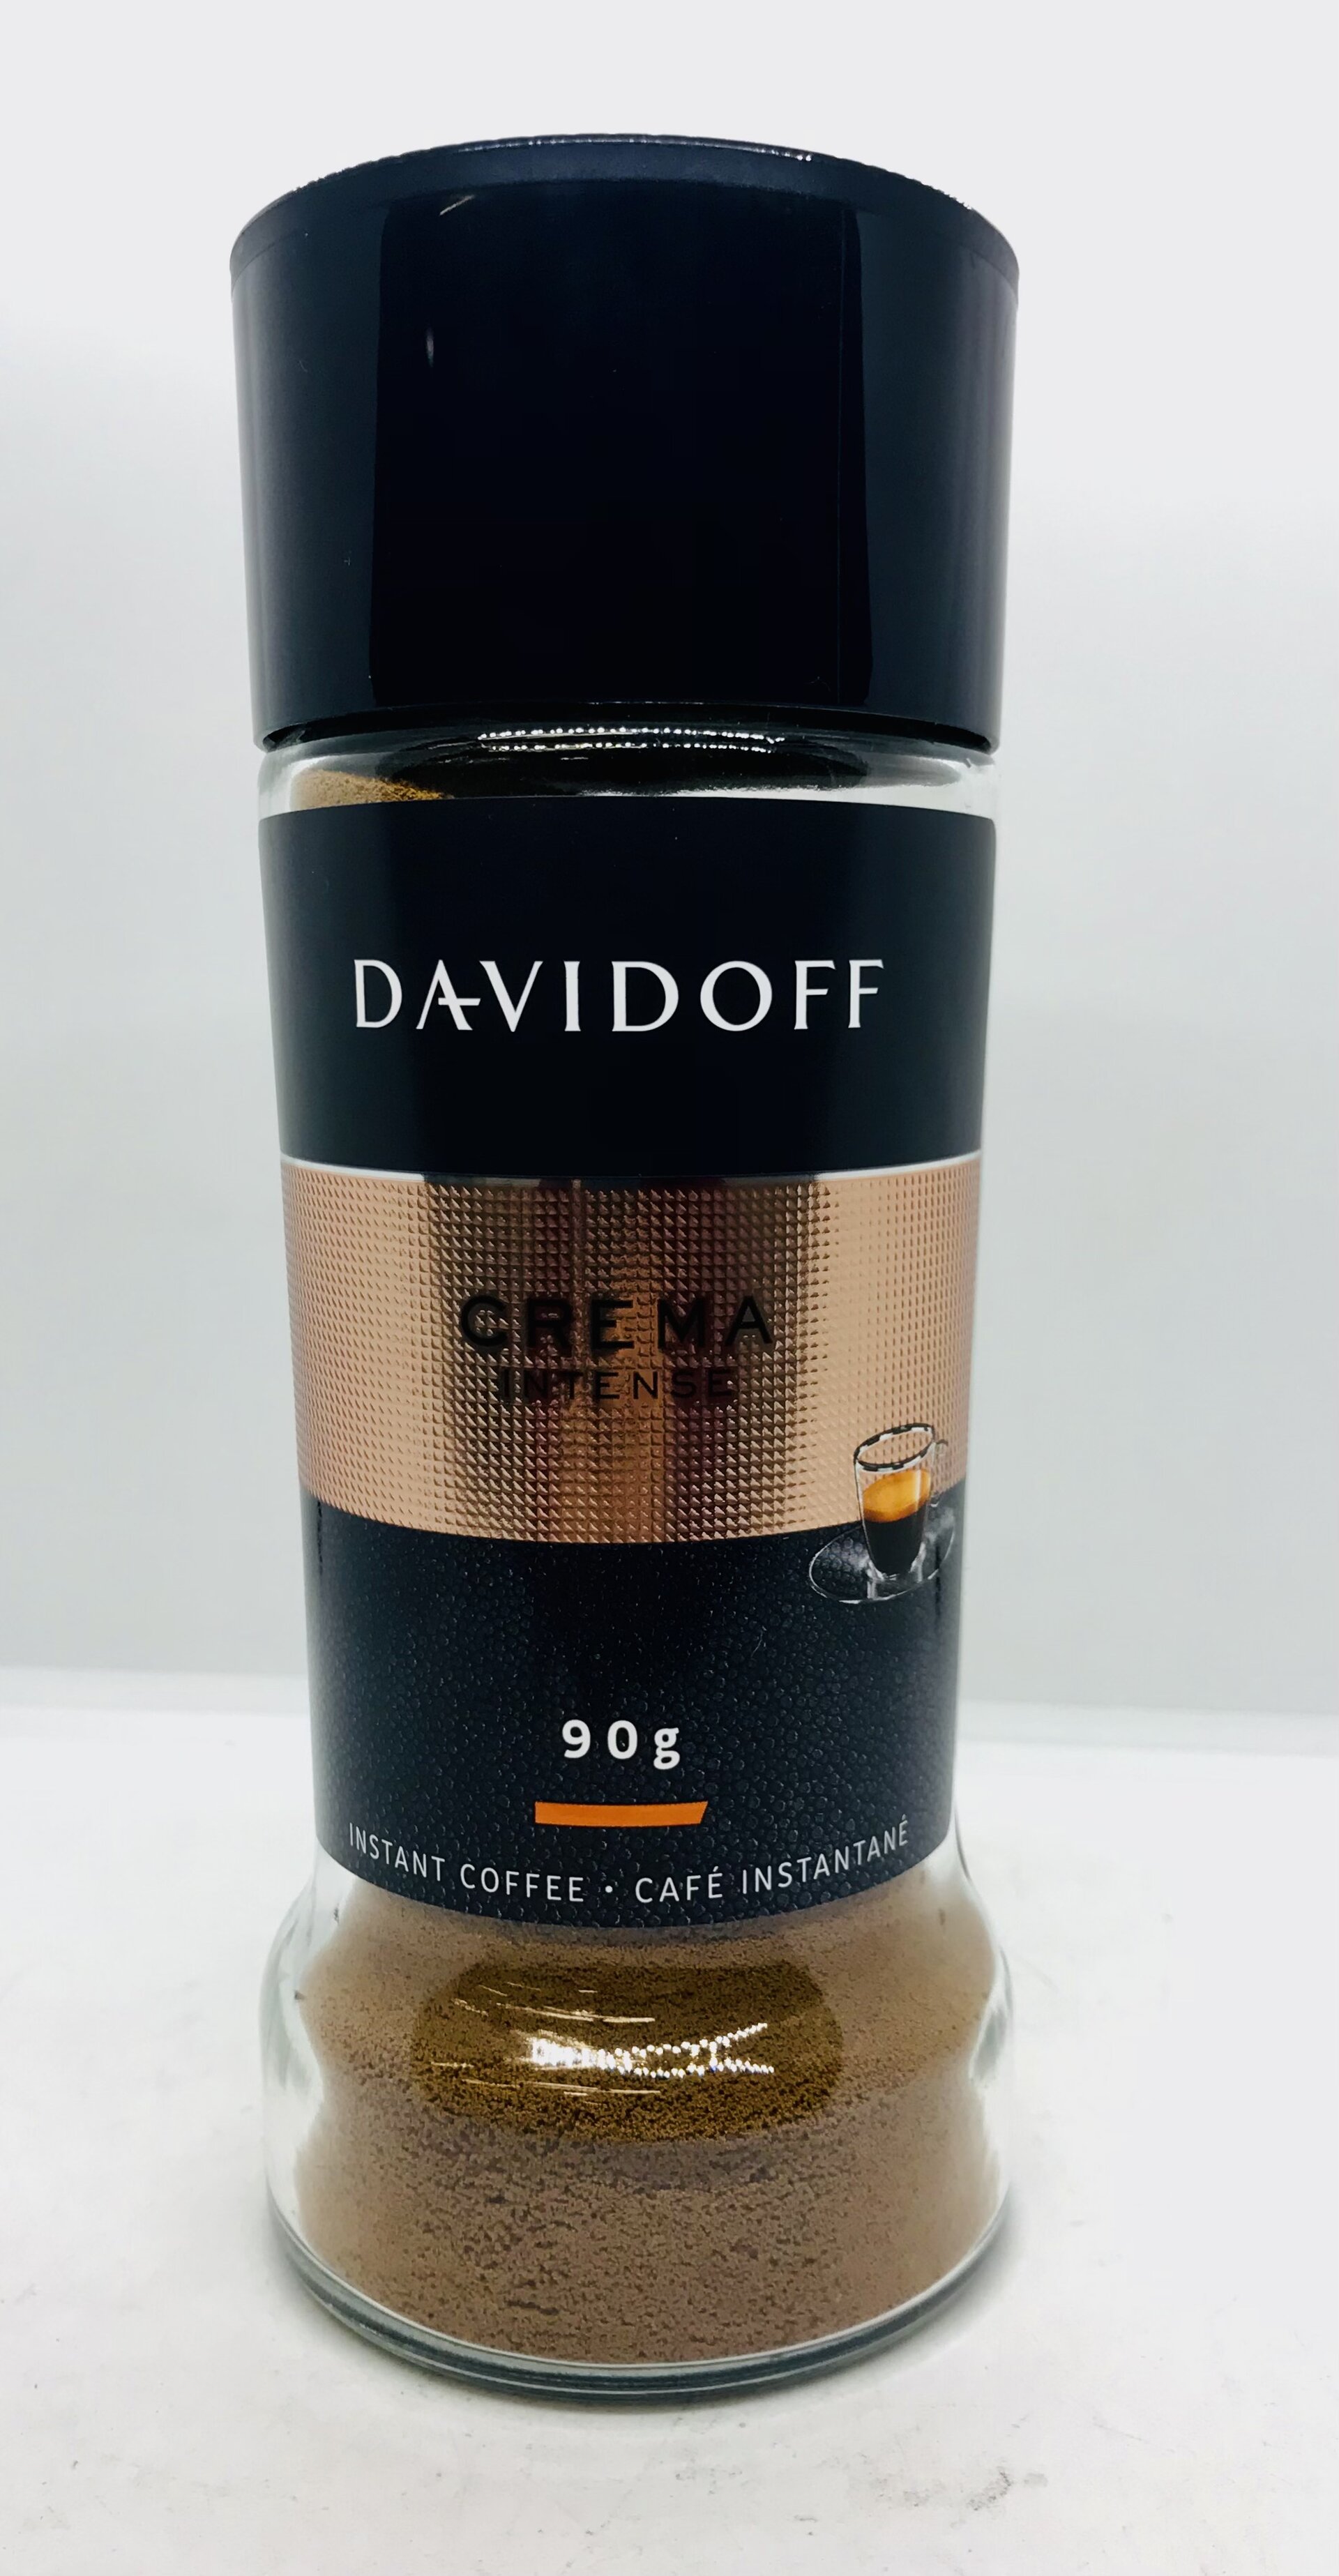 DAVIDOFF
CREMA
INTENSE
90g
INSTANT COFFEE • CAFÉ INSTANTANÉ